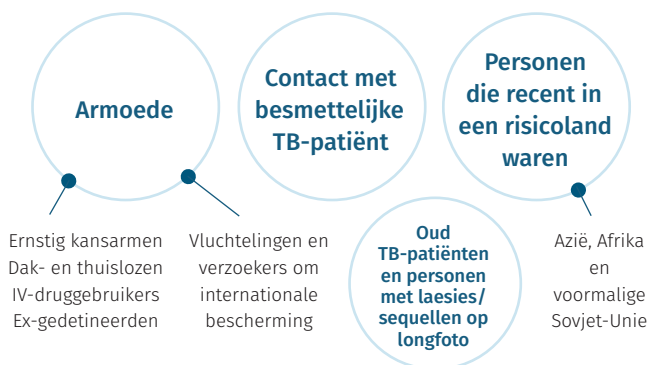 Armoede
Contact met
besmettelijke
TB-patiënt
Personen
die recent in
een risicoland
waren
Ernstig kansarmen
Dak- en thuislozen
IV-druggebruikers
Ex-gedetineerden
Vluchtelingen en
verzoekers om
internationale
bescherming
Oud
TB-patiënten
en personen
met laesies/
sequellen op
longfoto
Azië, Afrika
en
voormalige
Sovjet-Unie